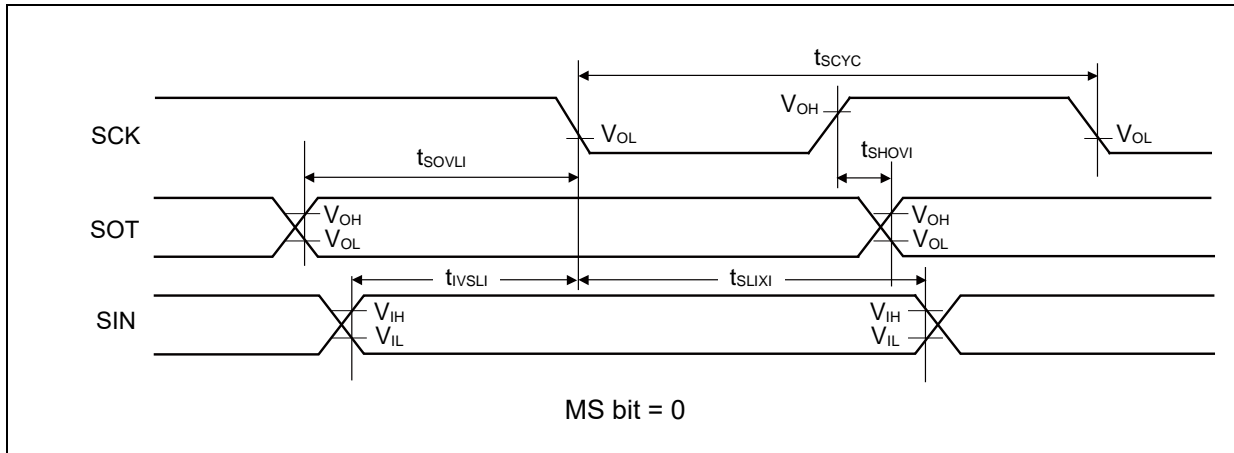 tSCYC
SCK
VOH
VOL
VOL
tSOVLI
tSHOVI
SOT
VOH
VOL
VOH
VOL
tIVSLI
tSLIXI
SIN
VIH
VIL
VIH
VIL
MS bit = 0